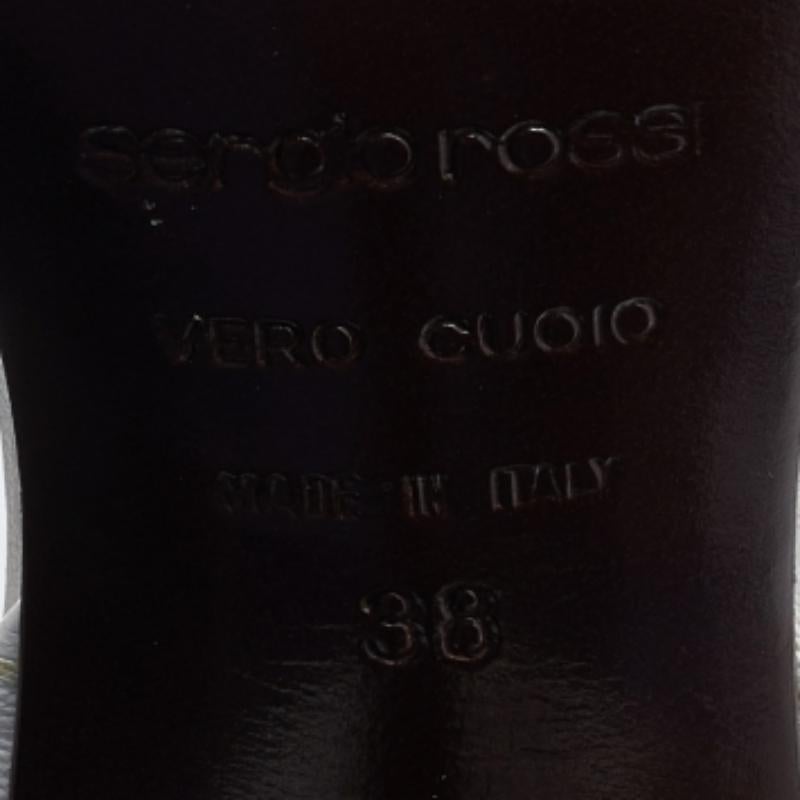 sergio rossi
VERO CUOIO
MADE IN ITALY
38